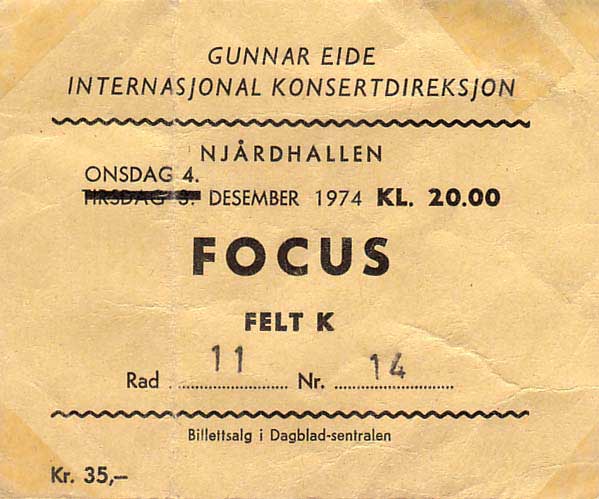 GUNNAR EIDE
INTERNASJONAL KONSERTDIREKSJON
NJÅRDHALLEN
ONSDAG 4.
TIRSDAG 3. DESEMBER 1974 KL. 20.00
FOCUS
FELT K
Rad 11 Nr. 14
Billettsalg i Dagblad-sentralen
Kr. 35,–